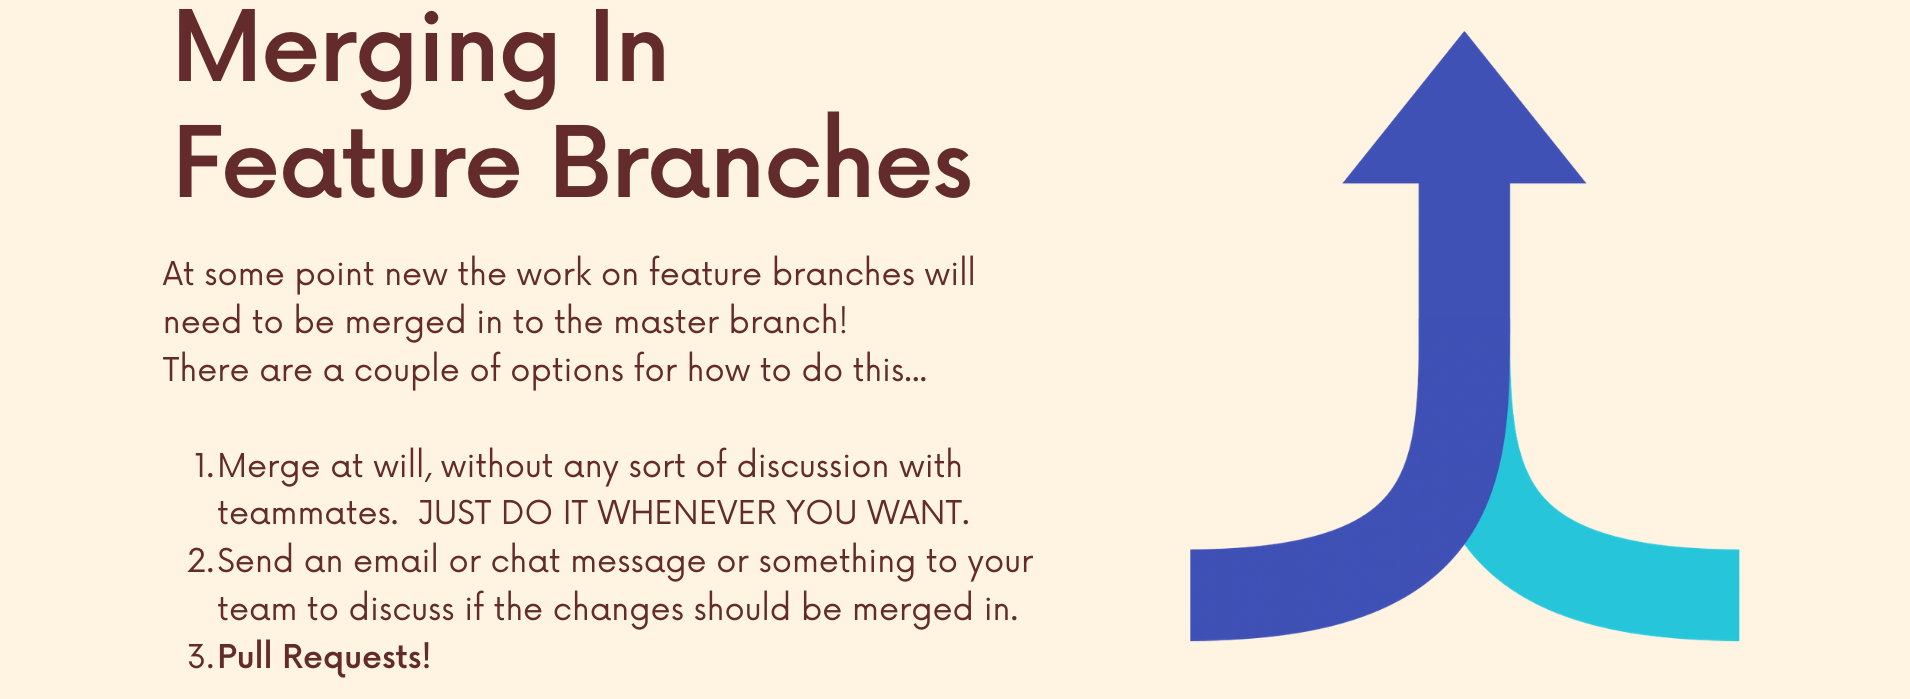 Merging In
Feature Branches
At some point new the work on feature branches will
need to be merged in to the master branch!
There are a couple of options for how to do this...
1. Merge at will, without any sort of discussion with
teammates.  JUST DO IT WHENEVER YOU WANT.
2. Send an email or chat message or something to your
team to discuss if the changes should be merged in.
3. Pull Requests!